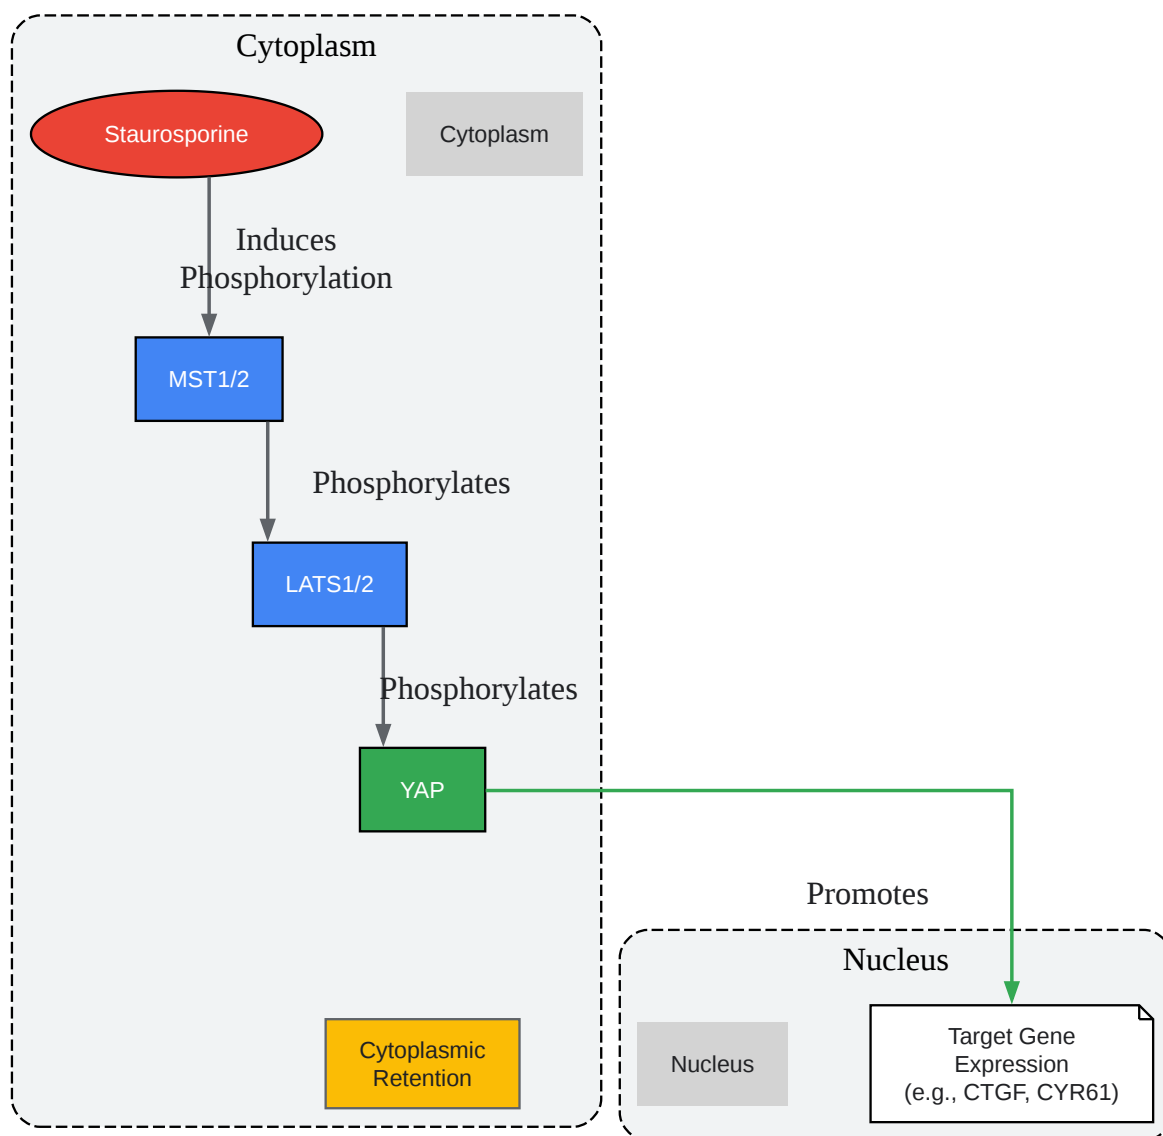 Cytoplasm
Staurosporine
Cytoplasm
Induces
Phosphorylation
MST1/2
Phosphorylates
LATS1/2
Phosphorylates
YAP
Promotes
Nucleus
Cytoplasmic
Retention
Nucleus
Target Gene
Expression
(e.g., CTGF, CYR61)